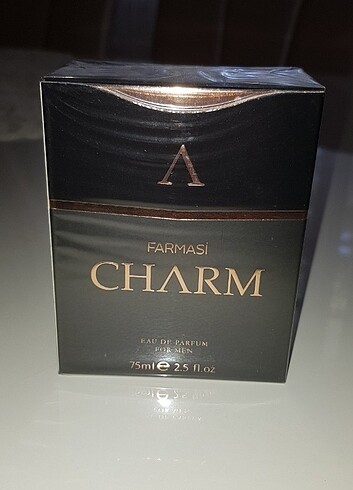 Λ
FARMASİ
CHΛRM
EAU DE PARFUM
FOR MEN
75ml ℮ 2.5 fl.oz